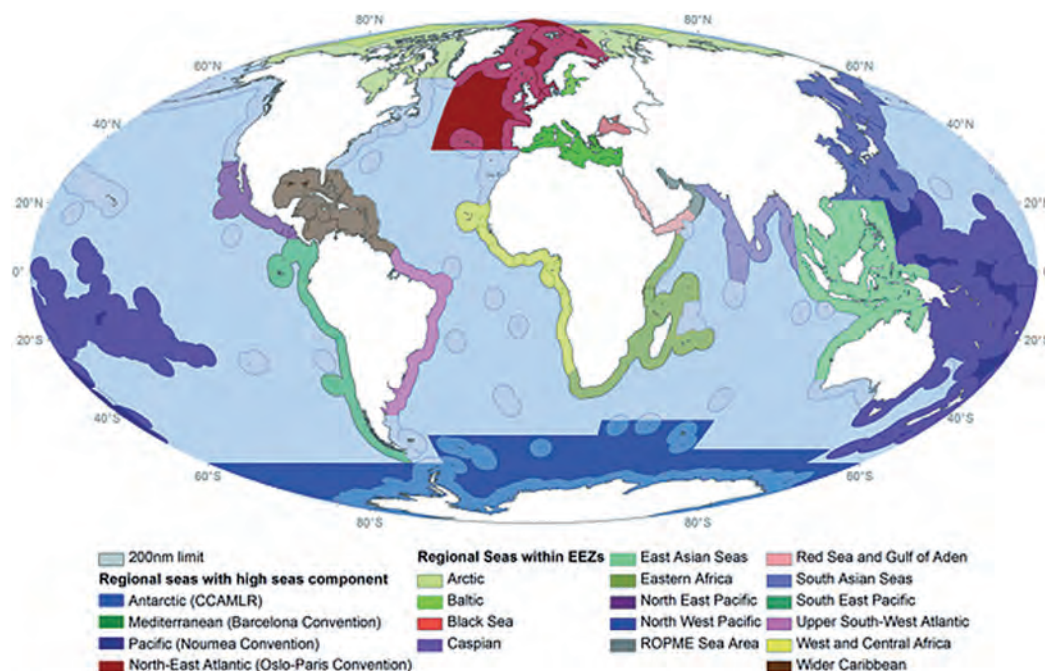 80°N
80°N
60°N
60°N
40°N
40°N
20°N
20°N
0°
0°
20°S
20°S
40°S
40°S
60°S
60°S
80°S
80°S
200nm limit
Regional seas with high seas component
Antarctic (CCAMLR)
Mediterranean (Barcelona Convention)
Pacific (Noumea Convention)
North-East Atlantic (Oslo-Paris Convention)
Regional Seas within EEZs
Arctic
Baltic
Black Sea
Caspian
East Asian Seas
Eastern Africa
North East Pacific
North West Pacific
ROPME Sea Area
Red Sea and Gulf of Aden
South Asian Seas
South East Pacific
Upper South-West Atlantic
West and Central Africa
Wider Caribbean